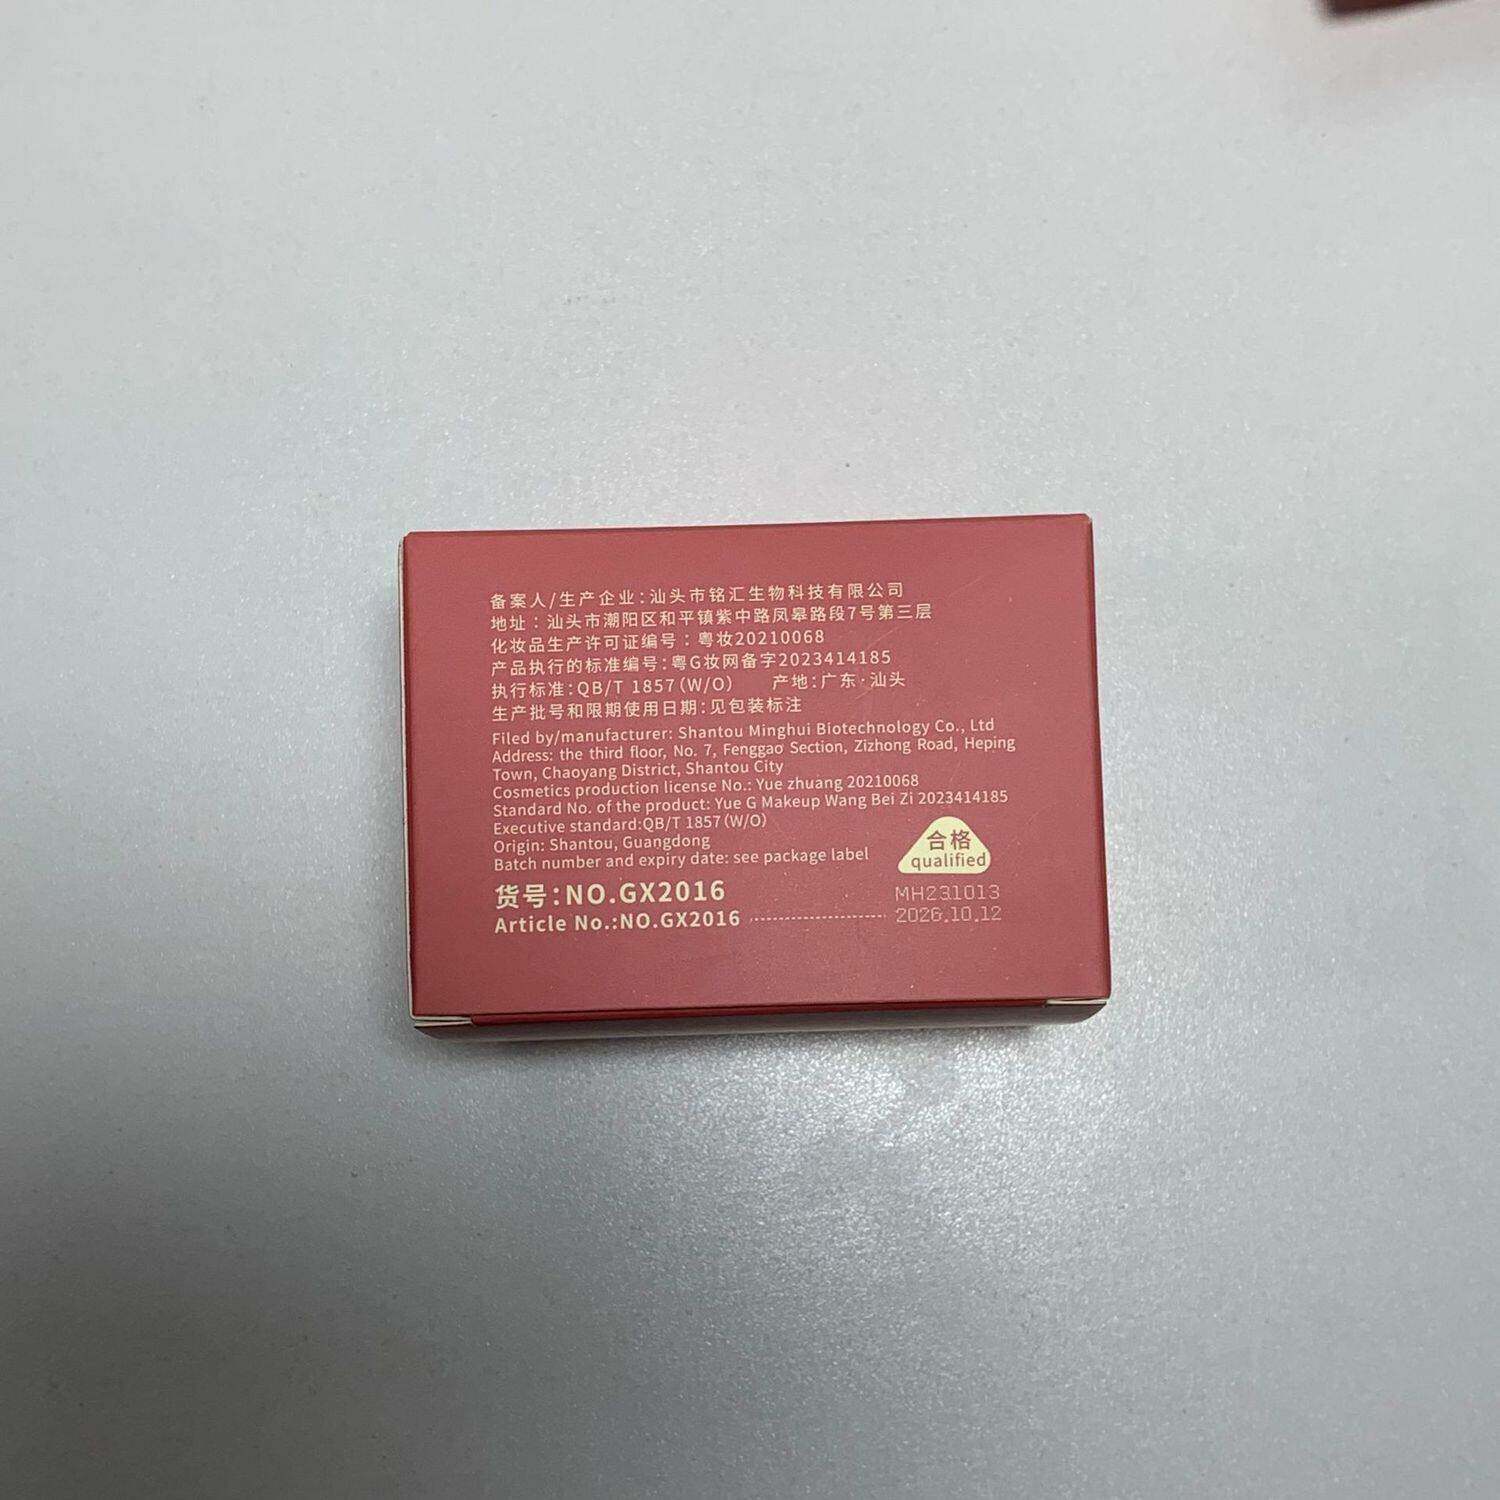 备案人/生产企业:汕头市铭汇生物科技有限公司
地址:汕头市潮阳区和平镇紫中路凤皋路段7号第三层
化妆品生产许可证编号:粤妆20210068
产品执行的标准编号:粤G妆网备字2023414185
执行标准:QB/T 1857(W/O) 产地:广东·汕头
生产批号和限期使用日期:见包装标注
Filed by/manufacturer: Shantou Minghui Biotechnology Co., Ltd
Address: the third floor, No. 7, Fenggao Section, Zizhong Road, Heping
Town, Chaoyang District, Shantou City
Cosmetics production license No.: Yue zhuang 20210068
Standard No. of the product: Yue G Makeup Wang Bei Zi 2023414185
Executive standard:QB/T 1857(W/O)
Origin: Shantou, Guangdong
Batch number and expiry date: see package label
合格
qualified
货号:NO.GX2016
Article No.:NO.GX2016
MH231013
2026.10.12